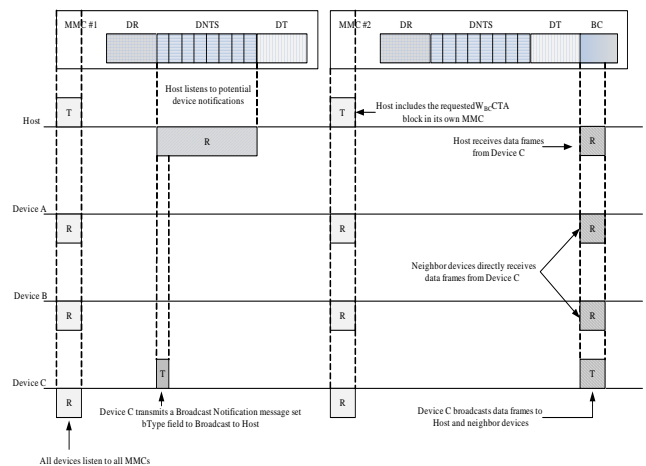 MMC #1 DR DNTS DT MMC #2 DR DNTS DT BC
Host listens to potential
device notifications
Host
T
T
Host includes the requestedW_BC CTA
block in its own MMC
R
Host receives data frames
from Device C
R
Device A
R
R
R
Neighbor devices directly receives
data frames from Device C
Device B
R
R
R
T
T
Device C
R
R
Device C transmits a Broadcast Notification message set
bType field to Broadcast to Host
Device C broadcasts data frames to
Host and neighbor devices
All devices listen to all MMCs